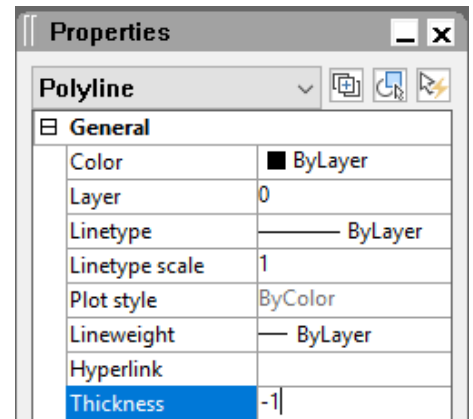 Properties
Polyline
General
Color ByLayer
Layer 0
Linetype ByLayer
Linetype scale 1
Plot style ByColor
Lineweight ByLayer
Hyperlink
Thickness -1